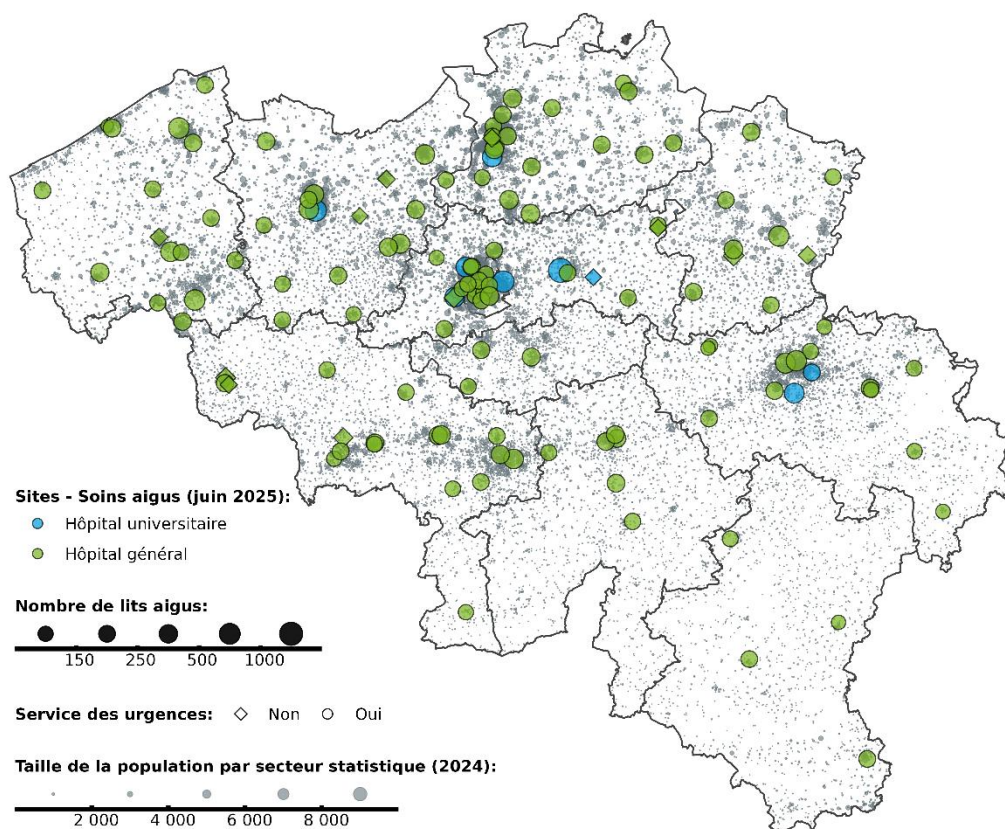 Sites - Soins aigus (juin 2025):
Hôpital universitaire
Hôpital général
Nombre de lits aigus:
150 250 500 1000
Service des urgences: Non Oui
Taille de la population par secteur statistique (2024):
2 000 4 000 6 000 8 000